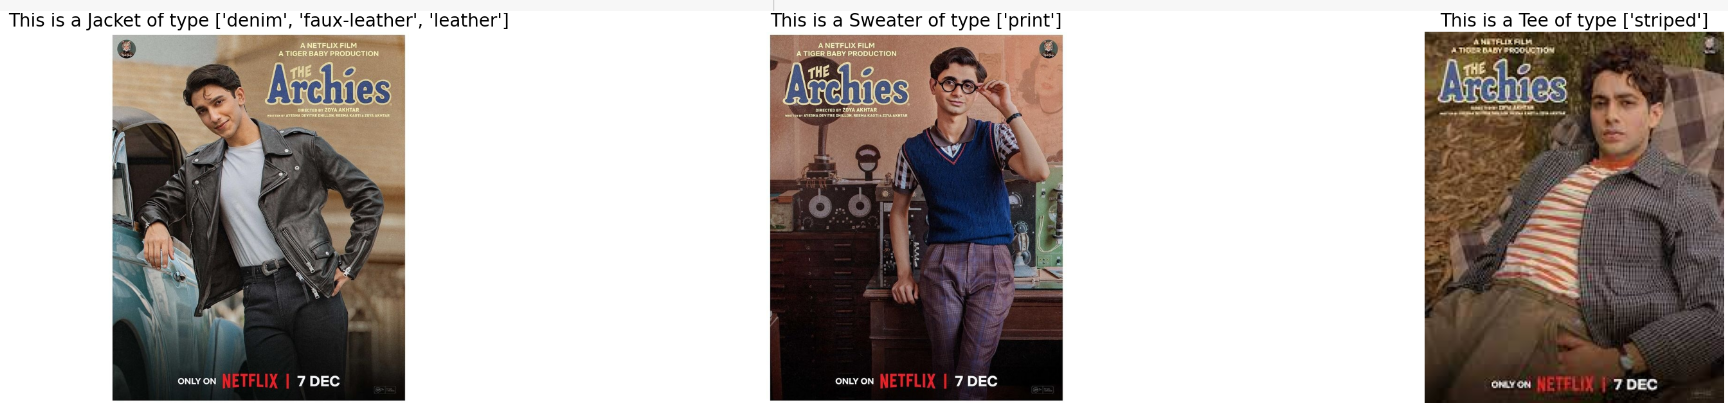 This is a Jacket of type ['denim', 'faux-leather', 'leather']
A NETFLIX FILM
A TIGER BABY PRODUCTION
THE
Archies
DIRECTED BY ZOYA AKHTAR
ONLY ON NETFLIX | 7 DEC
This is a Sweater of type ['print']
A NETFLIX FILM
A TIGER BABY PRODUCTION
THE
Archies
DIRECTED BY ZOYA AKHTAR
ONLY ON NETFLIX | 7 DEC
This is a Tee of type ['striped']
A NETFLIX FILM
A TIGER BABY PRODUCTION
THE
Archies
DIRECTED BY ZOYA AKHTAR
ONLY ON NETFLIX | 7 DEC